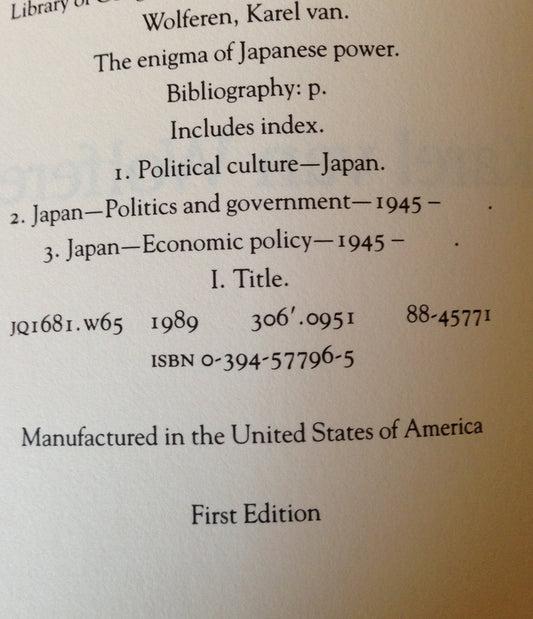 Library of
Wolferen, Karel van.
The enigma of Japanese power.
Bibliography: p.
Includes index.
1. Political culture—Japan.
2. Japan—Politics and government—1945 – .
3. Japan—Economic policy—1945 – .
I. Title.
JQ1681.W65 1989 306'.0951 88-45771
ISBN 0-394-57796-5
Manufactured in the United States of America
First Edition